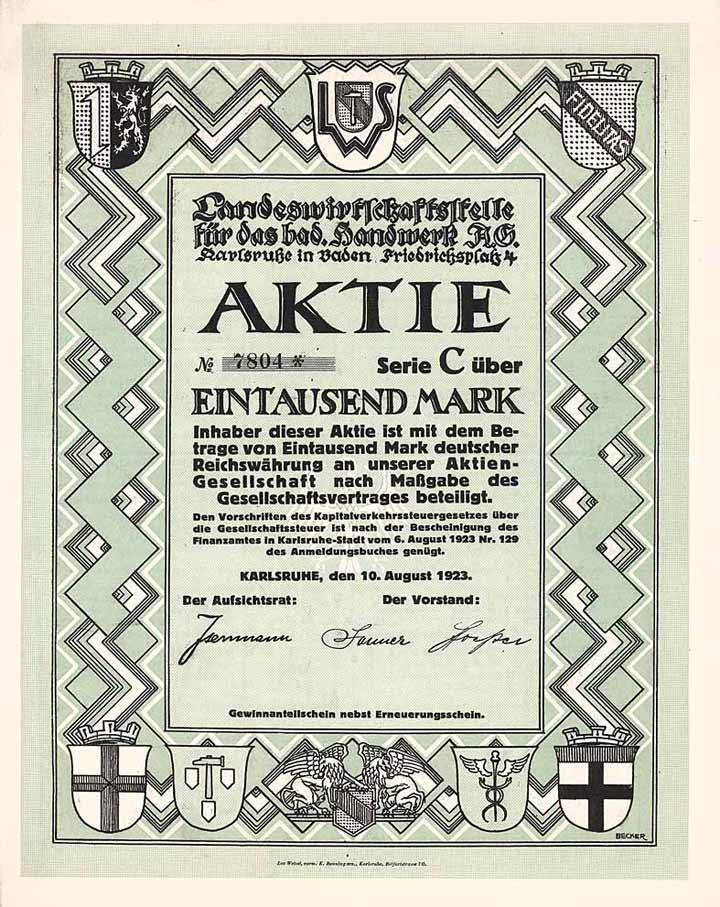 LWS
FIDELITAS
Landeswirtschaftsstelle
für das bad. Handwerk AG.
Karlsruhe in Baden Friedrichsplatz 4
AKTIE
№ 7804 * Serie C über
EINTAUSEND MARK
Inhaber dieser Aktie ist mit dem Be-
trage von Eintausend Mark deutscher
Reichswährung an unserer Aktien-
Gesellschaft nach Maßgabe des
Gesellschaftsvertrages beteiligt.
Den Vorschriften des Kapitalverkehrssteuergesetzes über
die Gesellschaftssteuer ist nach der Bescheinigung des
Finanzamtes in Karlsruhe-Stadt vom 6. August 1923 Nr. 129
des Anmeldungsbuches genügt.
KARLSRUHE, den 10. August 1923.
Der Aufsichtsrat: Der Vorstand:
Gewinnanteilschein nebst Erneuerungsschein.
BECKER
Karlsruhe